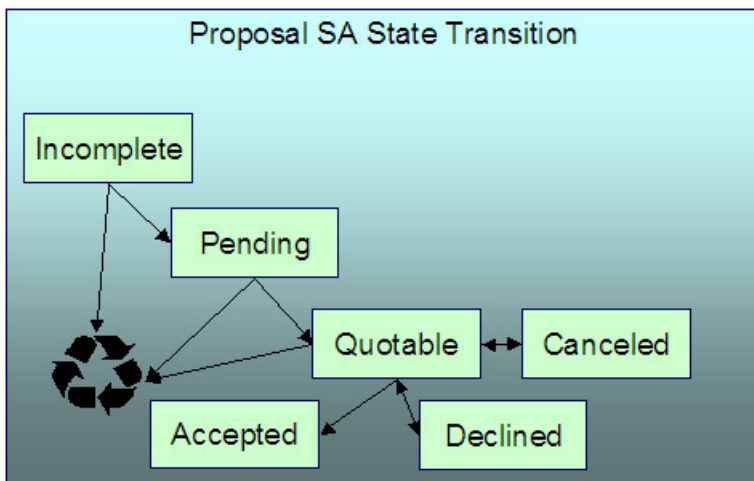 Proposal SA State Transition
Incomplete
Pending
Quotable
Canceled
Accepted
Declined